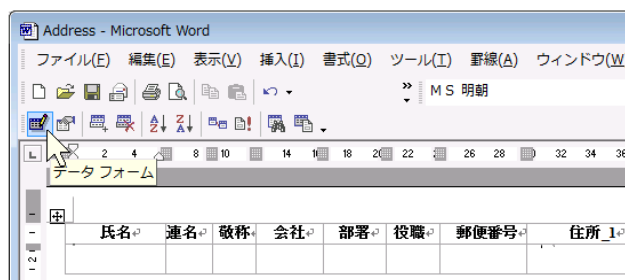 Address - Microsoft Word
ファイル(F) 編集(E) 表示(V) 挿入(I) 書式(O) ツール(T) 罫線(A) ウィンドウ(W
MS 明朝
L 2 4 8 10 14 16 18 20 22 26 28 32 34 36
データ フォーム
氏名 連名 敬称 会社 部署 役職 郵便番号 住所_1
2